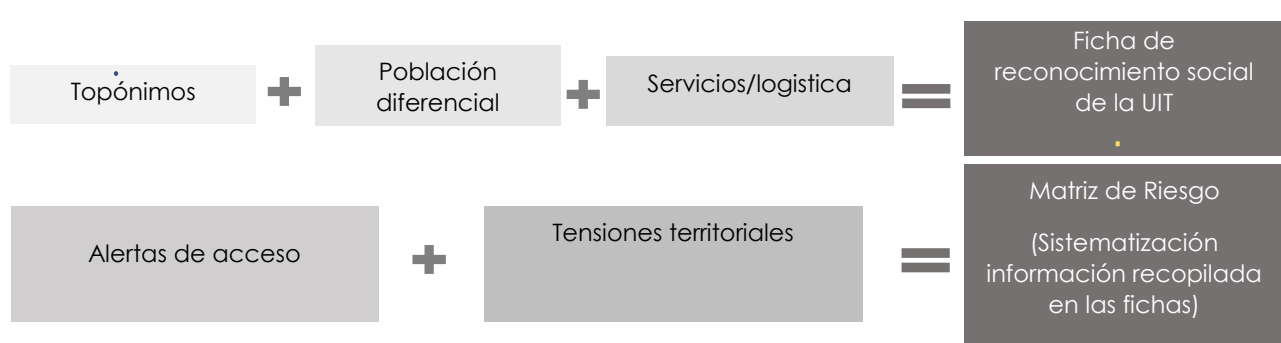 Topónimos
Población
diferencial
Servicios/logistica
Ficha de
reconocimiento social
de la UIT
Alertas de acceso
Tensiones territoriales
Matriz de Riesgo
(Sistematización
información recopilada
en las fichas)